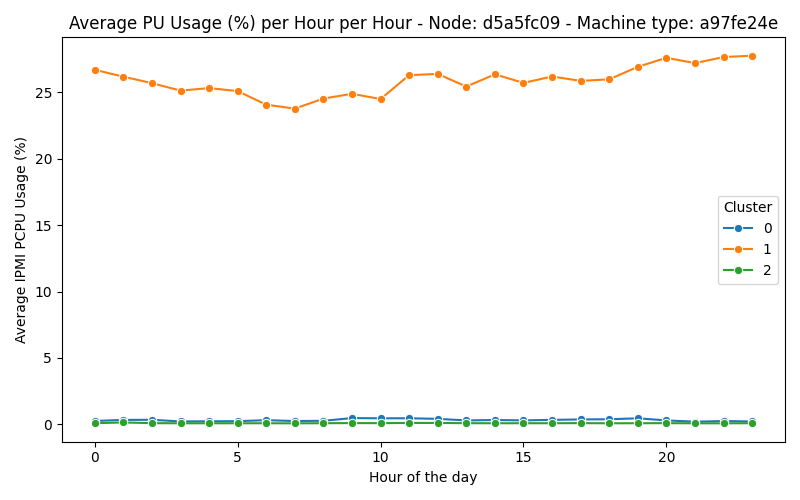 Average PU Usage (%) per Hour per Hour - Node: d5a5fc09 - Machine type: a97fe24e
Average IPMI PCPU Usage (%)
25
20
15
10
5
0
Cluster
0
1
2
0 5 10 15 20
Hour of the day